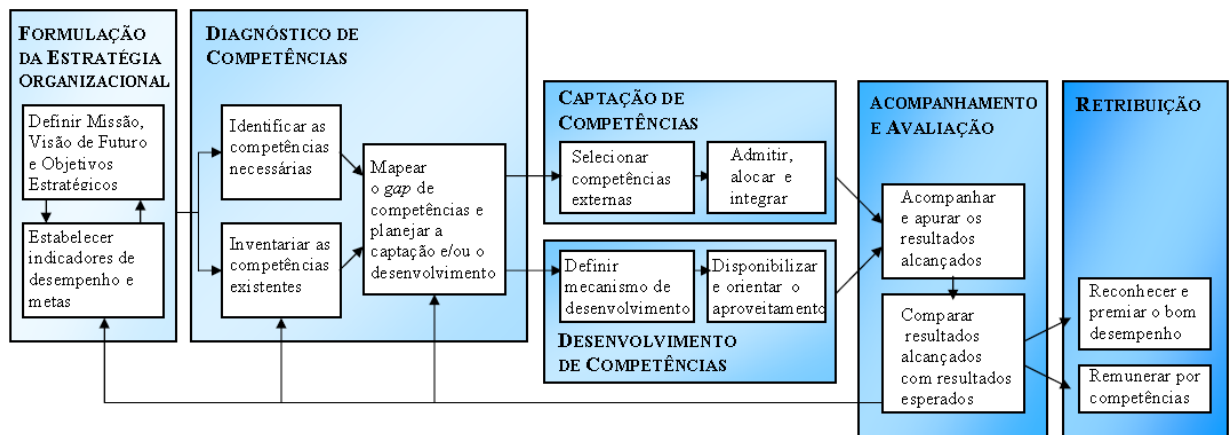 FORMULAÇÃO
DA ESTRATÉGIA
ORGANIZACIONAL
Definir Missão,
Visão de Futuro
e Objetivos
Estratégicos
Estabelecer
indicadores de
desempenho e
metas
DIAGNÓSTICO DE
COMPETÊNCIAS
Identificar as
competências
necessárias
Inventariar as
competências
existentes
Mapear
o gap de
competências e
planejar a
captação e/ou o
desenvolvimento
CAPTAÇÃO DE
COMPETÊNCIAS
Selecionar
competências
externas
Admitir,
alocar e
integrar
Definir
mecanismo de
desenvolvimento
Disponibilizar
e orientar o
aproveitamento
DESENVOLVIMENTO
DE COMPETÊNCIAS
ACOMPANHAMENTO
E AVALIAÇÃO
Acompanhar
e apurar os
resultados
alcançados
Comparar
resultados
alcançados
com resultados
esperados
RETRIBUIÇÃO
Reconhecer e
premiar o bom
desempenho
Remunerar por
competências